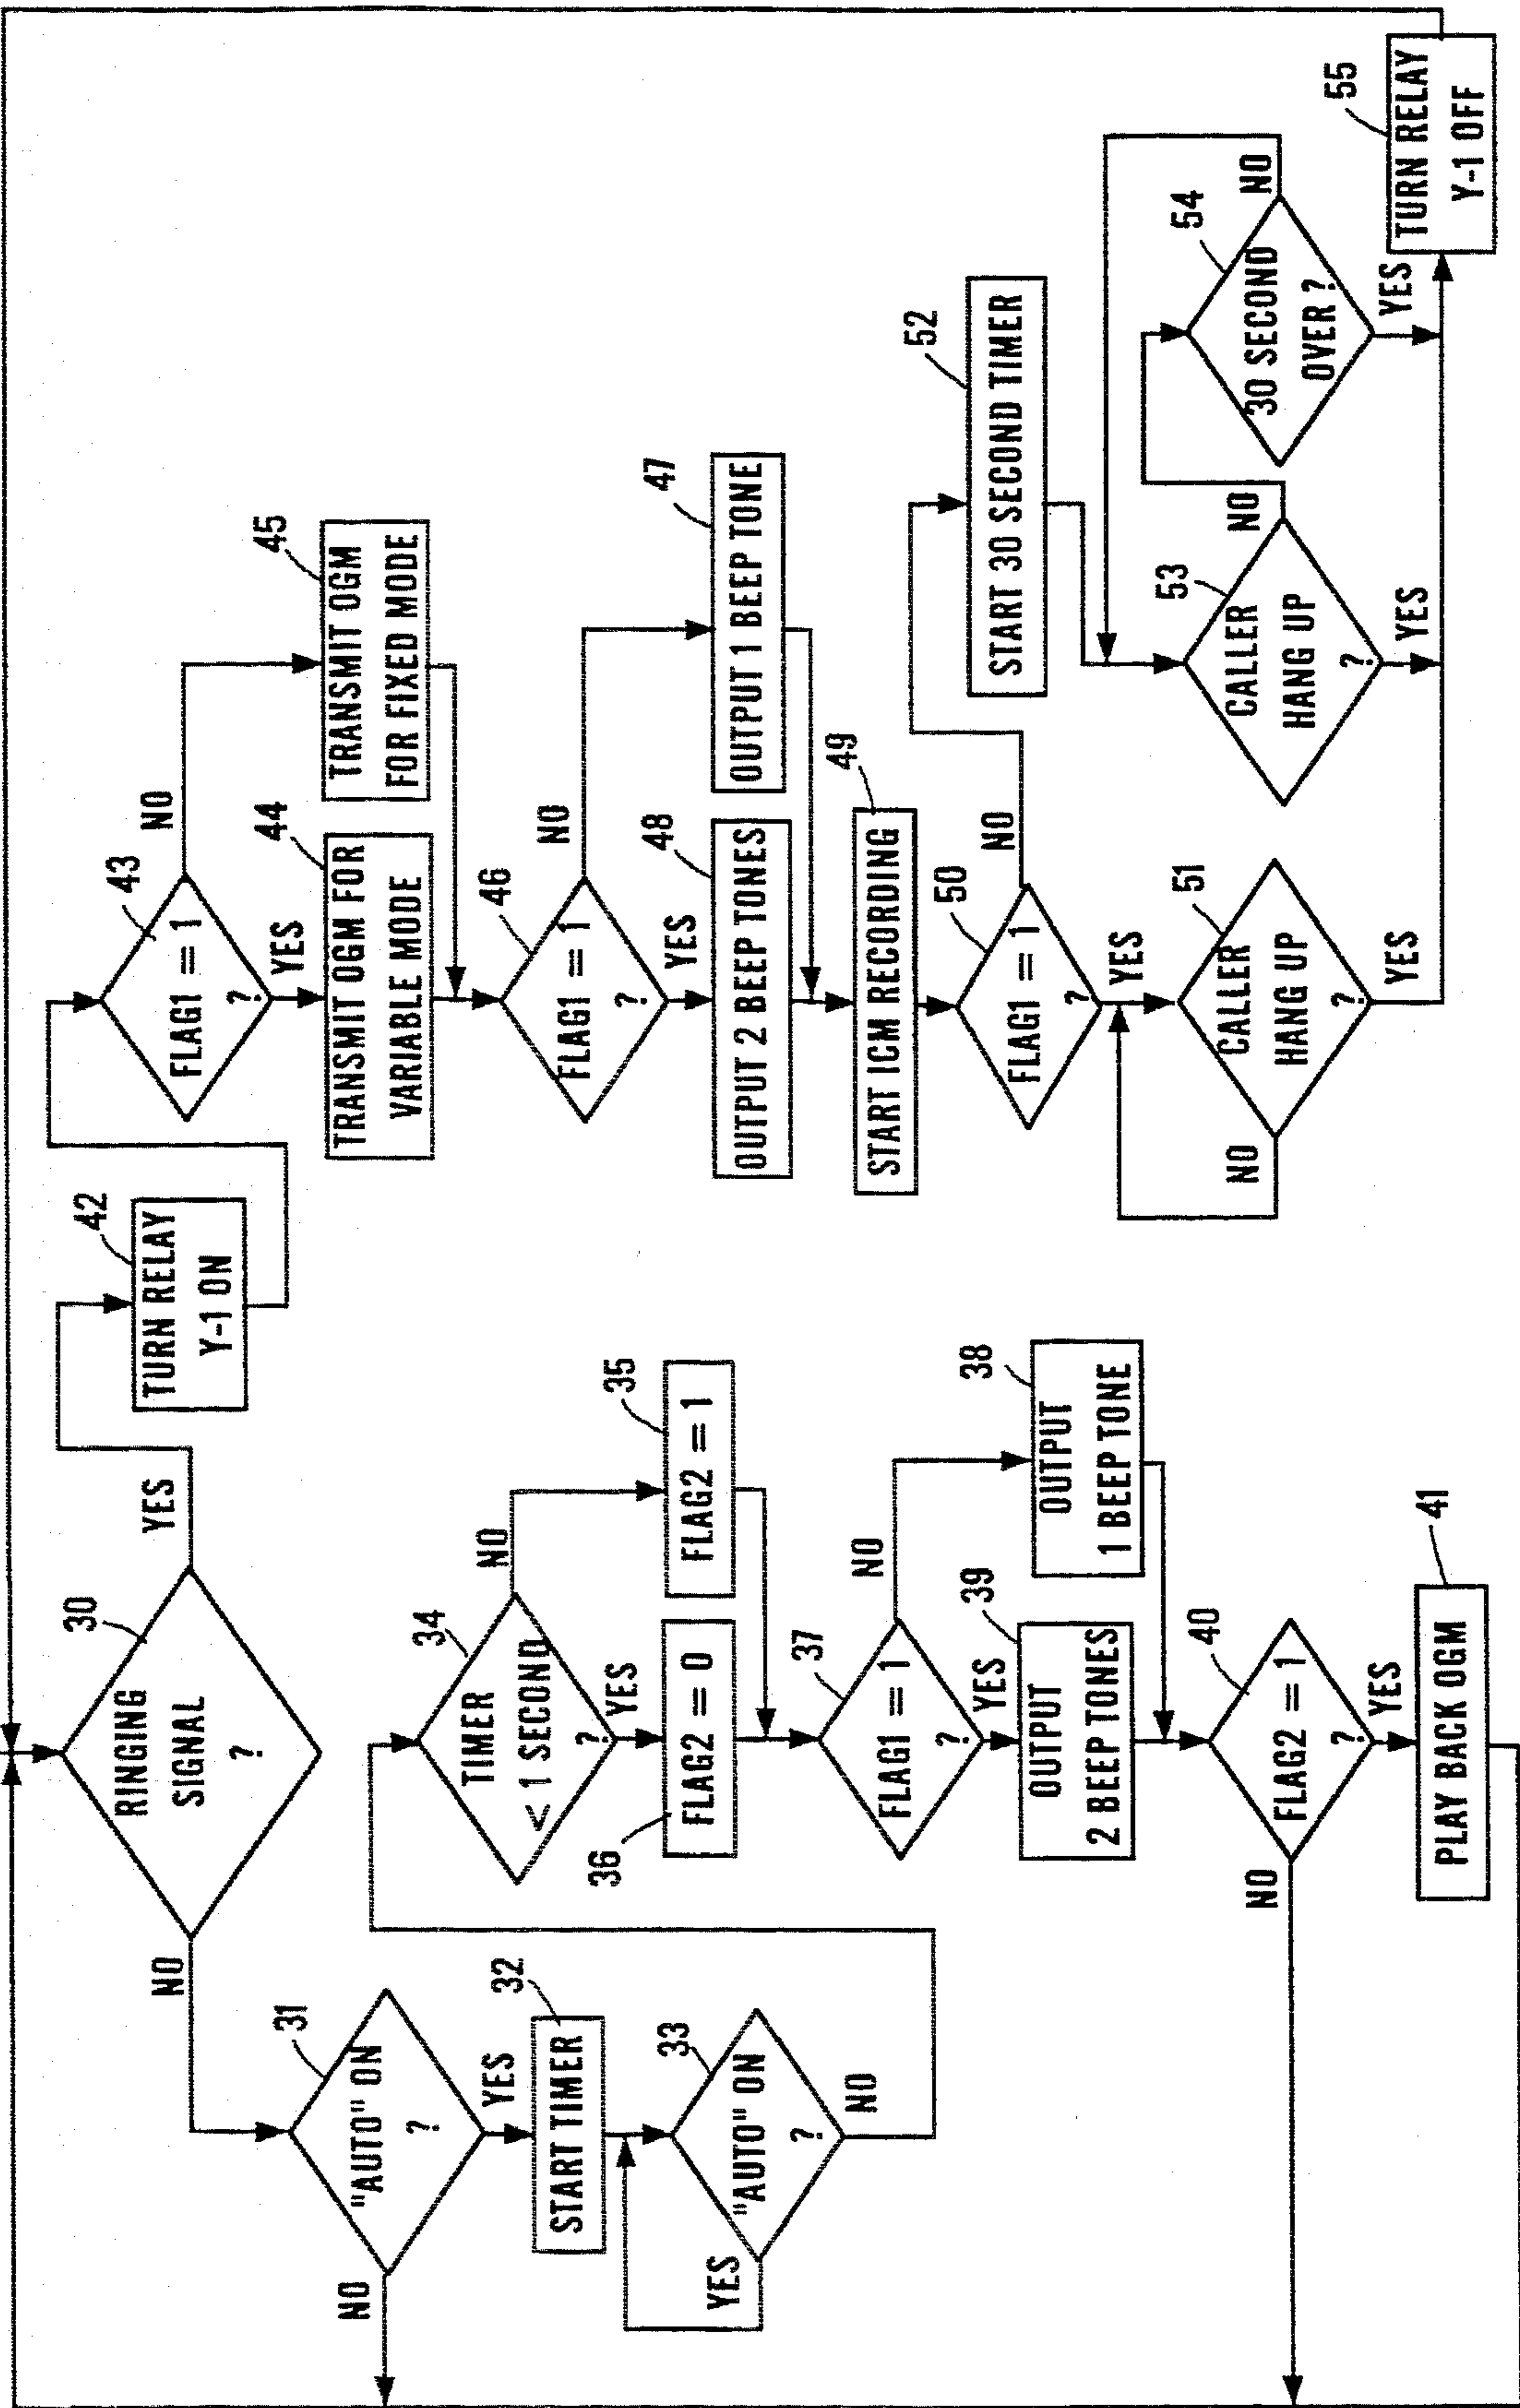 30
RINGING
SIGNAL
?
YES
NO
31
"AUTO" ON
?
NO
YES
32
START TIMER
33
"AUTO" ON
?
YES
NO
34
TIMER
< 1 SECOND
?
NO
YES
35
FLAG2 = 1
36
FLAG2 = 0
37
FLAG1 = 1
?
NO
YES
38
OUTPUT
1 BEEP TONE
39
OUTPUT
2 BEEP TONES
40
FLAG2 = 1
?
NO
YES
41
PLAY BACK OGM
42
TURN RELAY
Y-1 ON
43
FLAG1 = 1
?
NO
YES
44
TRANSMIT OGM FOR
VARIABLE MODE
45
TRANSMIT OGM
FOR FIXED MODE
46
FLAG1 = 1
?
NO
YES
47
OUTPUT 1 BEEP TONE
48
OUTPUT 2 BEEP TONES
49
START ICM RECORDING
50
FLAG1 = 1
?
NO
YES
51
CALLER
HANG UP
?
NO
YES
52
START 30 SECOND TIMER
53
CALLER
HANG UP
?
NO
YES
54
30 SECOND
OVER ?
NO
YES
55
TURN RELAY
Y-1 OFF